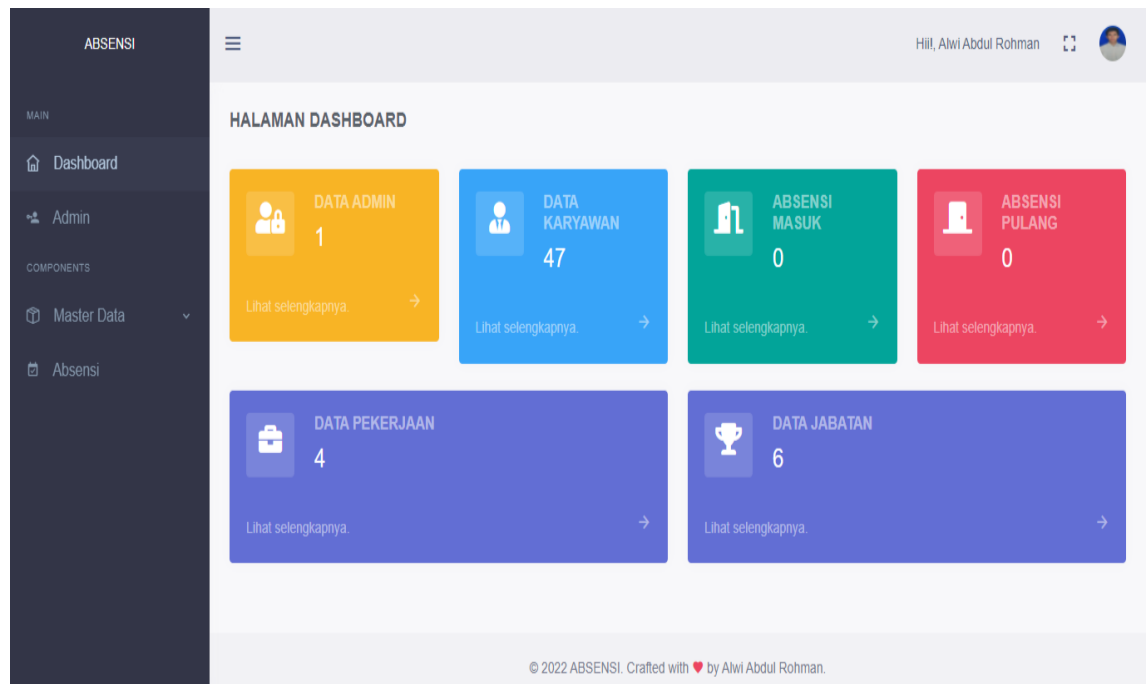 ABSENSI
Hi!!, Alwi Abdul Rohman
MAIN
Dashboard
Admin
COMPONENTS
Master Data
Absensi
HALAMAN DASHBOARD
DATA ADMIN
1
Lihat selengkapnya.
DATA
KARYAWAN
47
Lihat selengkapnya.
ABSENSI
MASUK
0
Lihat selengkapnya.
ABSENSI
PULANG
0
Lihat selengkapnya.
DATA PEKERJAAN
4
Lihat selengkapnya.
DATA JABATAN
6
Lihat selengkapnya.
© 2022 ABSENSI. Crafted with ♥ by Alwi Abdul Rohman.